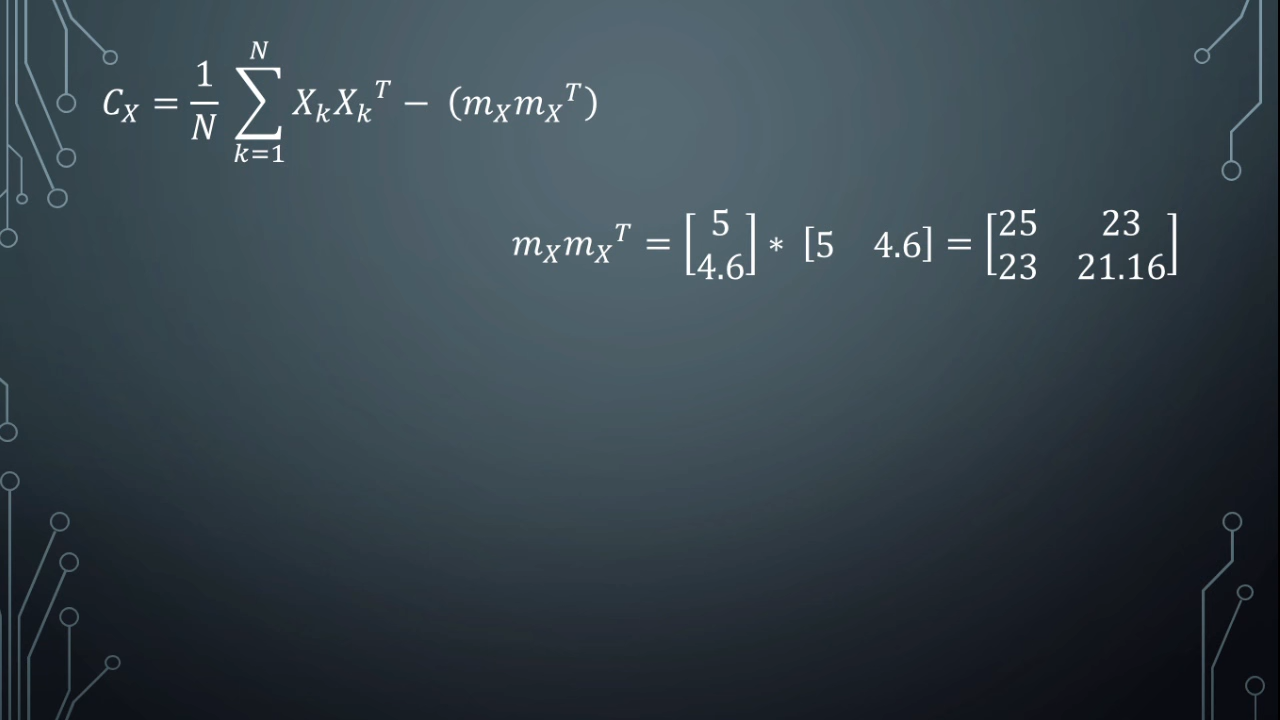 C_X = \frac{1}{N} \sum_{k=1}^{N} X_k X_k^T - (m_X m_X^T)
m_X m_X^T = \begin{bmatrix} 5 \\ 4.6 \end{bmatrix} * \begin{bmatrix} 5 & 4.6 \end{bmatrix} = \begin{bmatrix} 25 & 23 \\ 23 & 21.16 \end{bmatrix}